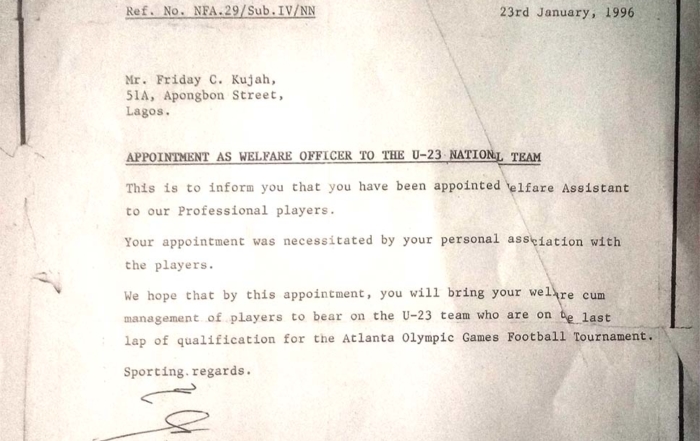 Ref. No. NFA.29/Sub.IV/NN
23rd January, 1996
Mr. Friday C. Kujah,
51A, Apongbon Street,
Lagos.
APPOINTMENT AS WELFARE OFFICER TO THE U-23 NATIONAL TEAM
This is to inform you that you have been appointed elfare Assistant
to our Professional players.
Your appointment was necessitated by your personal association with
the players.
We hope that by this appointment, you will bring your welfare cum
management of players to bear on the U-23 team who are on the last
lap of qualification for the Atlanta Olympic Games Football Tournament.
Sporting regards.